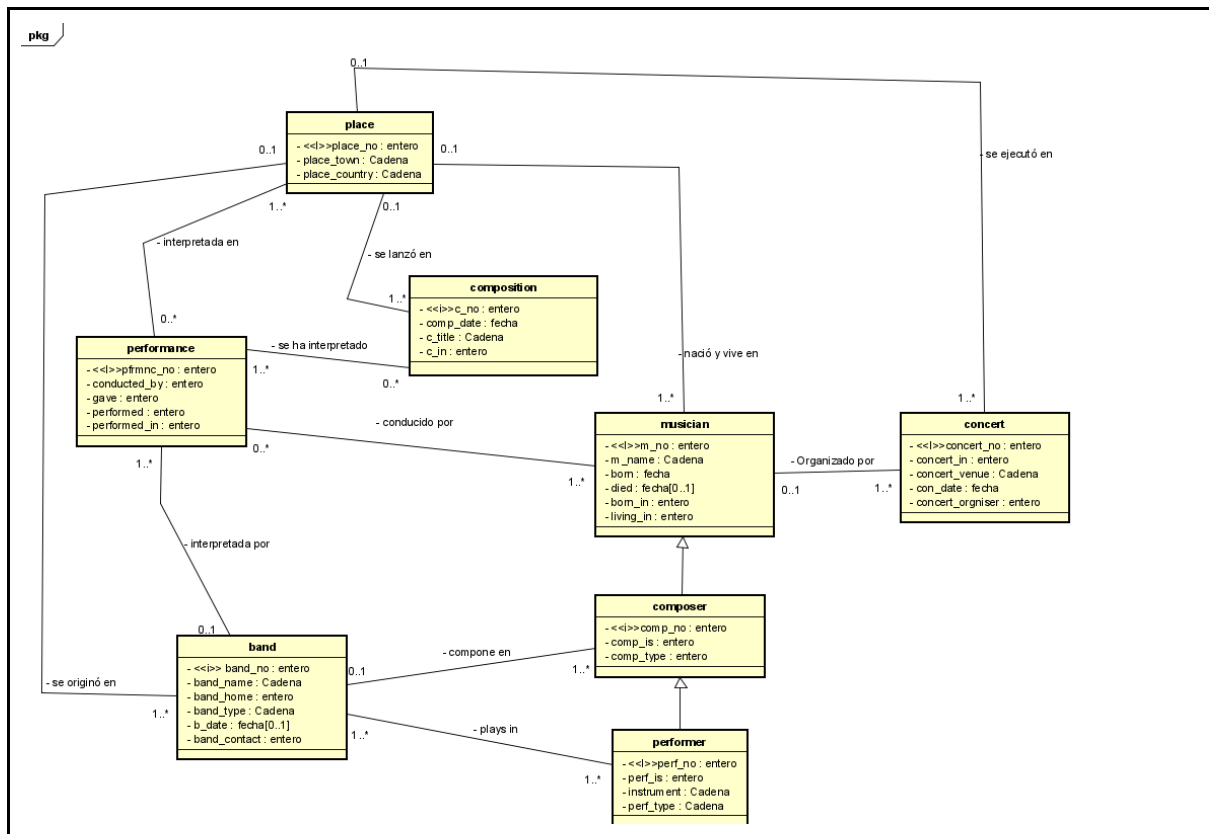 pkg
0..1
place
- <<I>>place_no : entero
- place_town : Cadena
- place_country : Cadena
0..1
0..1
- se ejecutó en
1..*
0..1
- interpretada en
- se lanzó en
composition
- <<i>>c_no : entero
- comp_date : fecha
- c_title : Cadena
- c_in : entero
1..*
0..*
performance
- <<I>>pfrmnc_no : entero
- conducted_by : entero
- gave : entero
- performed : entero
- performed_in : entero
- se ha interpretado
1..*
0..*
- nació y vive en
1..*
1..*
musician
- <<I>>m_no : entero
- m_name : Cadena
- born : fecha
- died : fecha[0..1]
- born_in : entero
- living_in : entero
concert
- <<I>>concert_no : entero
- concert_in : entero
- concert_venue : Cadena
- con_date : fecha
- concert_orgniser : entero
- conducido por
0..*
1..*
- Organizado por
0..1
1..*
1..*
- interpretada por
0..1
composer
- <<i>>comp_no : entero
- comp_is : entero
- comp_type : entero
band
- <<i>> band_no : entero
- band_name : Cadena
- band_home : entero
- band_type : Cadena
- b_date : fecha[0..1]
- band_contact : entero
- compone en
0..1
1..*
- se originó en
1..*
1..*
- plays in
1..*
performer
- <<I>>perf_no : entero
- perf_is : entero
- instrument : Cadena
- perf_type : Cadena